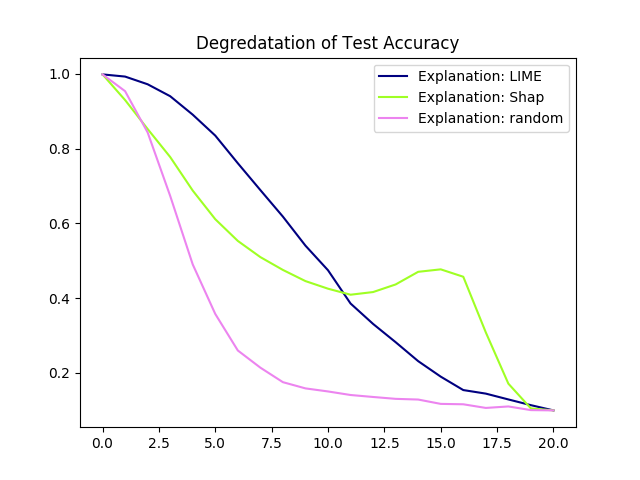 Degredatation of Test Accuracy
Explanation: LIME
Explanation: Shap
Explanation: random
1.0
0.8
0.6
0.4
0.2
0.0 2.5 5.0 7.5 10.0 12.5 15.0 17.5 20.0